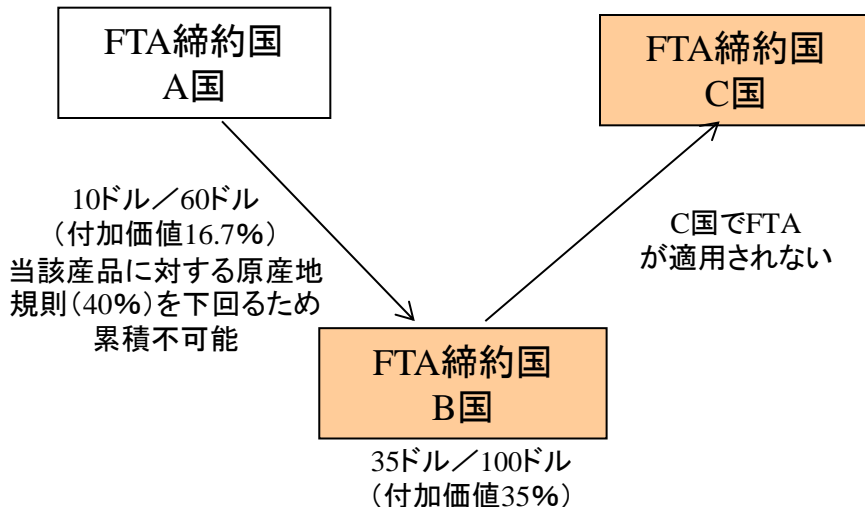 FTA締約国
A国
FTA締約国
C国
10ドル／60ドル
（付加価値16.7%）
当該産品に対する原産地
規則（40%）を下回るため
累積不可能
C国でFTA
が適用されない
FTA締約国
B国
35ドル／100ドル
（付加価値35%）